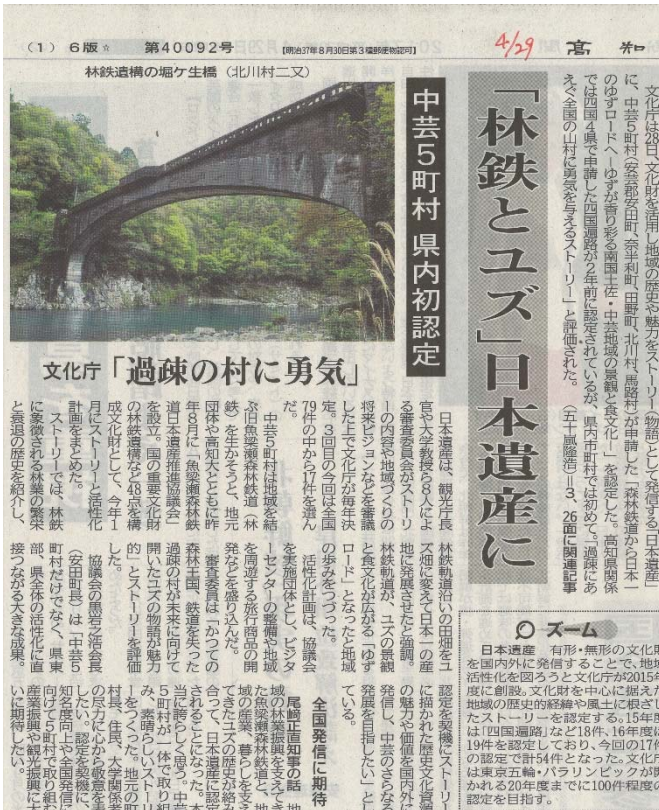 (1) 6版☆ 第40092号
【明治37年8月30日第3種郵便物認可】
4/29
高知
林鉄遺構の堀ケ生橋(北川村二又)
「林鉄とユズ」日本遺産に
中芸5町村 県内初認定
文化庁「過疎の村に勇気」
文化庁は28日、文化財を活用し地域の歴史や魅力をストーリー(物語)として発信する「日本遺産」
に、中芸5町村(安芸郡安田町、奈半利町、田野町、北川村、馬路村)が申請した「森林鉄道から日本一
のゆずロードへーゆずが香り彩る南国土佐・中芸地域の景観と食文化ー」を認定した。高知県関係
では四国4県で申請した四国遍路が2年前に認定されているが、県内市町村では初めて。「過疎にあ
えぐ全国の山村に勇気を与えるストーリー」と評価された。(五十嵐隆浩)=3、26面に関連記事
日本遺産は、観光庁長
官や大学教授ら8人によ
る審査委員会がストーリ
ーの内容や地域づくりの
将来ビジョンなどを審議
した上で文化庁が毎年決
定。3回目の今回は全国
79件の中から17件を選ん
だ。
中芸5町村では地域を結
ぶ旧魚梁瀬森林鉄道(林
鉄)を生かそうと、地元
団体や高知大とともに昨
年8月に「魚梁瀬森林鉄
道日本遺産推進協議会」
を設立。国の重要文化財
の林鉄遺構など48点を構
成文化財として、今年1
月にストーリーと活性化
計画をまとめた。
ストーリーでは、林鉄
に象徴される林業の繁栄
と衰退の歴史を紹介し、
林鉄軌道沿いの田畑をユ
ズ畑に変えて日本一の産
地に発展させたと強調。
林鉄軌道が、ユズの景観
と食文化が広がる「ゆず
ロード」となったと地域
の歩みをつづった。
活性化計画は、協議会
を実施団体とし、ビジタ
ーセンターの整備や地域
を周遊する旅行商品の開
発などを盛り込んだ。
審査委員は「かつての
森林王国、鉄道を失った
過疎の村が未来に向けて
開いたユズの物語が魅力
的」とストーリーを評価
した。
協議会の黒岩之浩会長
(安田町長)は「中芸5
町村だけでなく、県東
部、県全体の活性化に直
接つながる大きな成果。
認定を契機にストーリー
に描かれた歴史文化資源
の魅力や価値を国内外に
発信し、中芸のさらなる
発展を目指したい」とし
ている。
全国発信に期待
尾﨑正直知事の話 地
域の林業振興を支えてき
た魚梁瀬森林鉄道と、地
域の産業、暮らしを支え
てきたユズの歴史が絡み
合って、日本遺産に認定
されることになった。本
当に誇らしく思う。中芸
5町村が一体で取り組
み、素晴らしいストーリ
ーをつくった。地元の町
村長、住民、大学関係者
の尽力に心から敬意を表
したい。認定を契機に、
知名度向上や全国発信に
向けて5町村で取り組み、
産業振興や観光振興に大
いに期待したい。
ズーム
日本遺産 有形・無形の文化財
を国内外に発信することで、地域
活性化を図ろうと文化庁が2015年
度に創設。文化財を中心に据え
地域の歴史的経緯や風土に根ざし
たストーリーを認定する。15年度
は「四国遍路」など18件、16年度は
19件を認定しており、今回の17件
の認定で計54件となった。文化庁
は東京五輪・パラリンピックが開
かれる20年度までに100件程度の
認定を目指す。